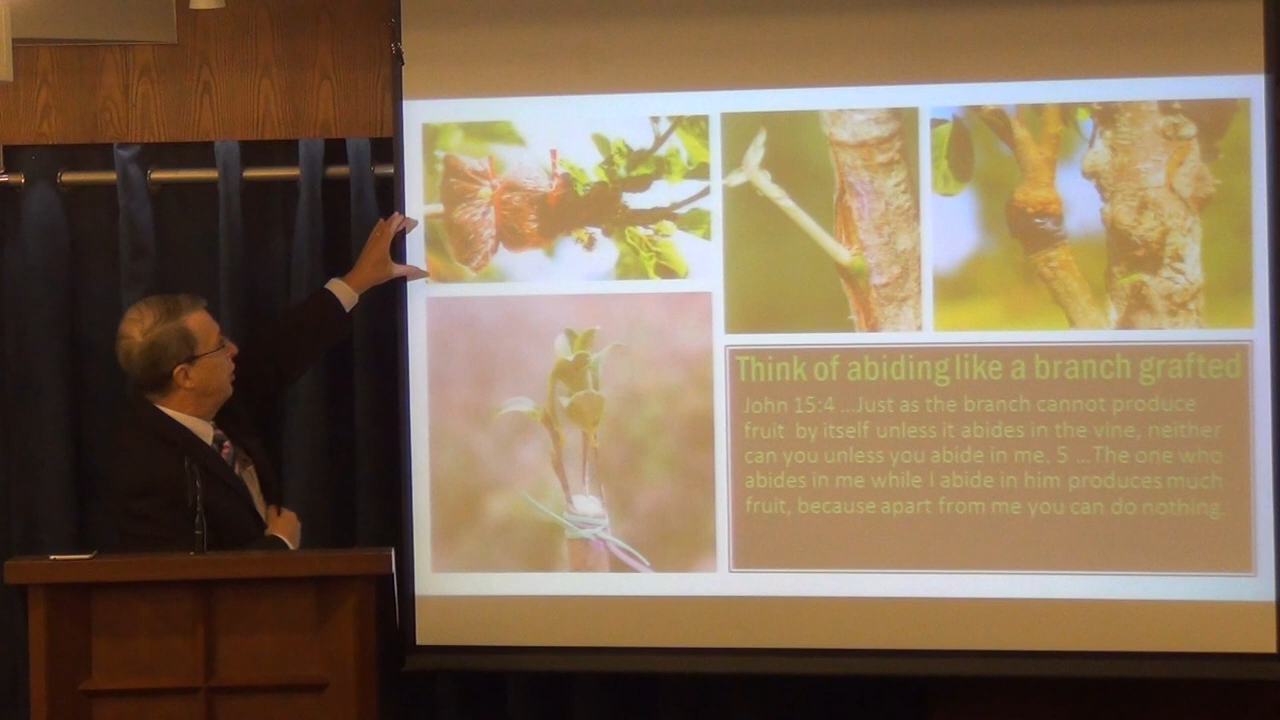 Think of abiding like a branch grafted
John 15:4 ...Just as the branch cannot produce
fruit by itself unless it abides in the vine, neither
can you unless you abide in me. 5 ...The one who
abides in me while I abide in him produces much
fruit, because apart from me you can do nothing.